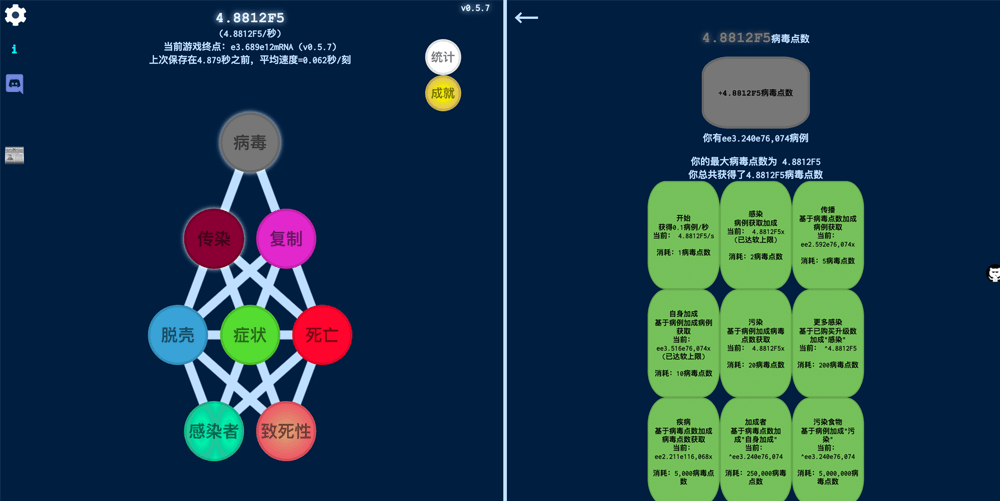 v0.5.7
4.8812F5
(4.8812F5/秒)
当前游戏终点: e3.689e12mRNA (v0.5.7)
上次保存在4.879秒之前, 平均速度=0.062秒/刻
i
统计
成就
病毒
传染
复制
脱壳
症状
死亡
感染者
致死性
4.8812F5病毒点数
+4.8812F5病毒点数
你有ee3.240e76,074病例
你的最大病毒点数为 4.8812F5
你总共获得了4.8812F5病毒点数
开始
获得0.1病例/秒
当前: 4.8812F5/s
消耗: 1病毒点数
感染
病例获取加成
当前: 4.8812F5x
(已达软上限)
消耗: 2病毒点数
传播
基于病毒点数加成
病例获取
当前:
ee2.592e76,074x
消耗: 5病毒点数
自身加成
基于病例加成病例
获取
当前:
ee3.516e76,074x
(已达软上限)
消耗: 10病毒点数
污染
基于病例加成病毒
点数获取
当前: 4.8812F5x
消耗: 20病毒点数
更多感染
基于已购买升级数
加成"感染"
当前: ^4.8812F5
消耗: 200病毒点数
疾病
基于病毒点数加成
病毒点数获取
当前:
ee2.211e116,068x
消耗: 5,000病毒点
数
加成者
基于病毒点数加
成"自身加成"
当前:
^ee3.240e76,074
消耗: 250,000病毒点
数
污染食物
基于病例加成"污
染"
当前:
^ee3.240e76,074
消耗: 5,000,000病
毒点数